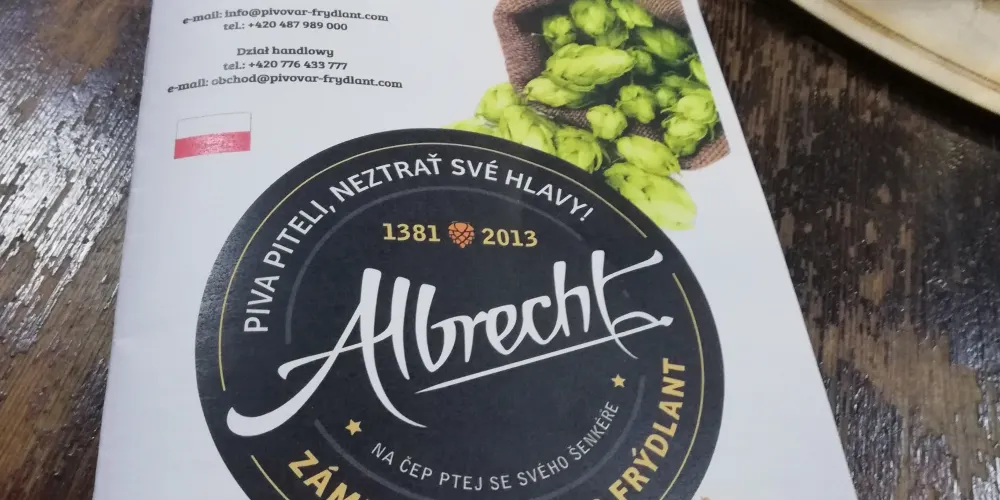 e-mail: info@pivovar-frydlant.com
tel.: +420 487 989 000
Dział handlowy
tel.: +420 776 433 777
e-mail: obchod@pivovar-frydlant.com
PIVA PITELI, NEZTRAŤ SVÉ HLAVY!
1381 2013
Albrecht
NA ČEP PTEJ SE SVÉHO ŠENKÉŘE
FRÝDLANT